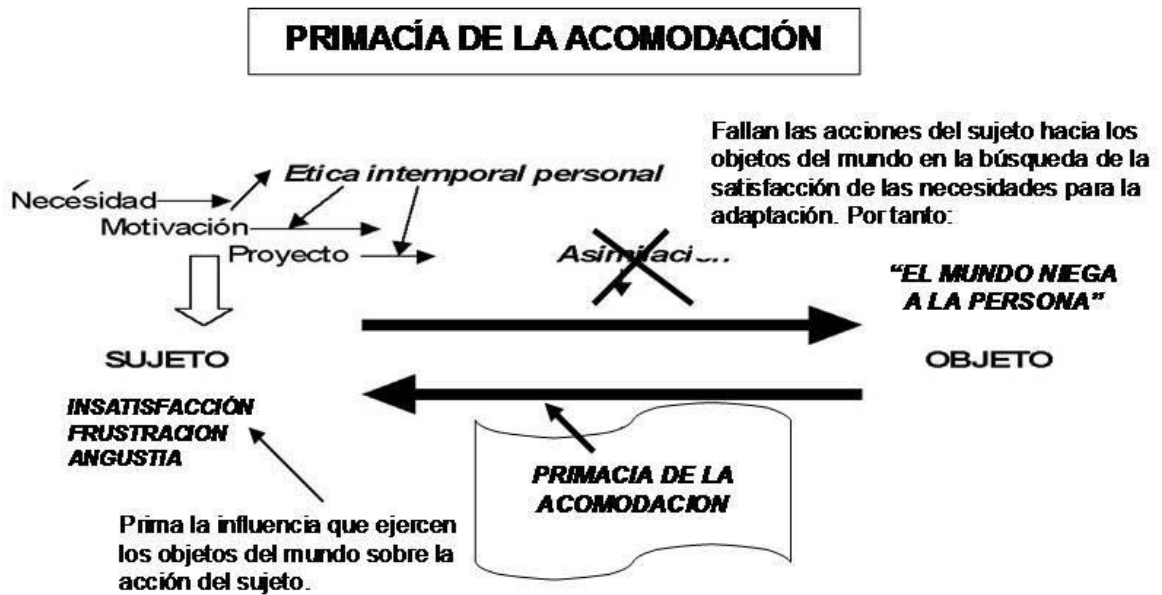 PRIMACÍA DE LA ACOMODACIÓN
Fallan las acciones del sujeto hacia los
objetos del mundo en la búsqueda de la
satisfacción de las necesidades para la
adaptación. Por tanto:
Etica intemporal personal
Necésidad
Motivación
Proyecto
"EL MUNDO NIEGA
A LA PERSONA"
SUJETO
OBJETO
INSATISFACCIÓN
FRUSTRACION
ANGUSTIA
PRIMACIA DE LA
ACOMODACION
Prima la influencia que ejercen
los objetos del mundo sobre la
acción del sujeto.